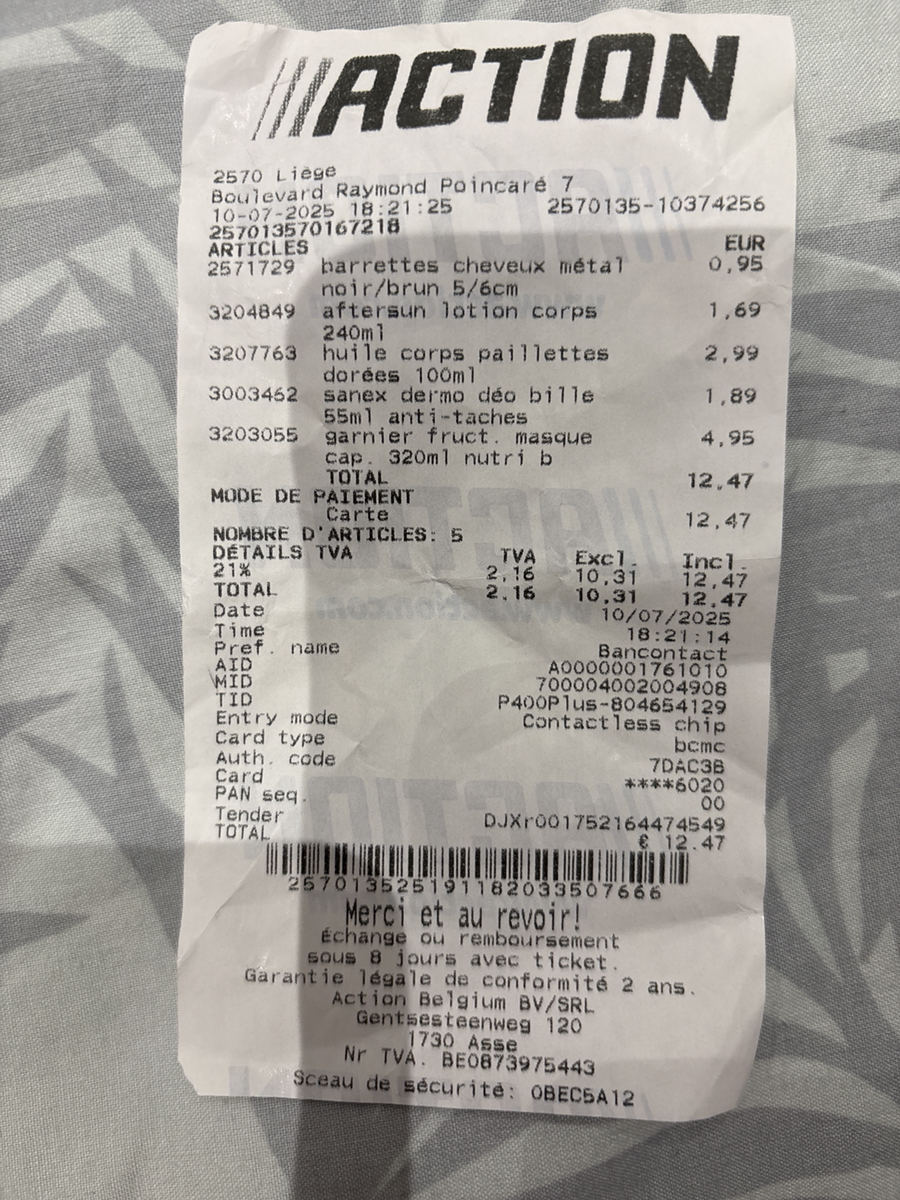 ACTION
2570 Liège
Boulevard Raymond Poincaré 7
10-07-2025 18:21:25 2570135-10374256
257013570167218
ARTICLES EUR
2571729 barrettes cheveux métal 0,95
noir/brun 5/6cm
3204849 aftersun lotion corps 1,69
240ml
3207763 huile corps paillettes 2,99
dorées 100ml
3003462 sanex dermo déo bille 1,89
55ml anti-taches
3203055 garnier fruct. masque 4,95
cap. 320ml nutri b
TOTAL 12,47
MODE DE PAIEMENT
Carte 12,47
NOMBRE D'ARTICLES: 5
DÉTAILS TVA TVA Excl. Incl.
21% 2,16 10,31 12,47
TOTAL 2,16 10,31 12,47
Date 10/07/2025
Time 18:21:14
Pref. name Bancontact
AID A0000001761010
MID 700004002004908
TID P400Plus-804654129
Entry mode Contactless chip
Card type bcmc
Auth. code 7DAC3B
Card ****6020
PAN seq. 00
Tender DJXr001752164474549
TOTAL € 12.47
257013525191182033507666
Merci et au revoir!
Échange ou remboursement
sous 8 jours avec ticket.
Garantie légale de conformité 2 ans.
Action Belgium BV/SRL
Gentsesteenweg 120
1730 Asse
Nr TVA. BE0873975443
Sceau de sécurité: 0BEC5A12